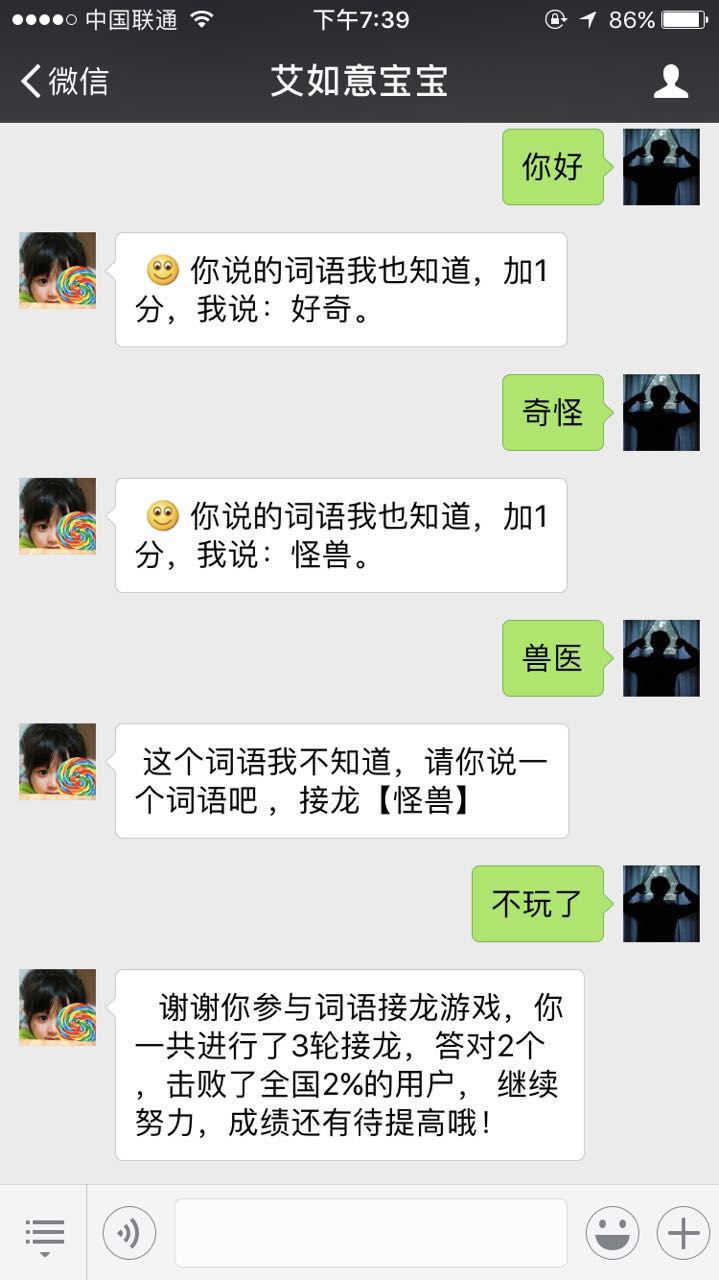 中国联通 下午7:39 86%
微信 艾如意宝宝
你好
你说的词语我也知道，加1
分，我说：好奇。
奇怪
你说的词语我也知道，加1
分，我说：怪兽。
兽医
这个词语我不知道，请你说一
个词语吧 ，接龙【怪兽】
不玩了
谢谢你参与词语接龙游戏，你
一共进行了3轮接龙，答对2个
，击败了全国2%的用户， 继续
努力，成绩还有待提高哦！